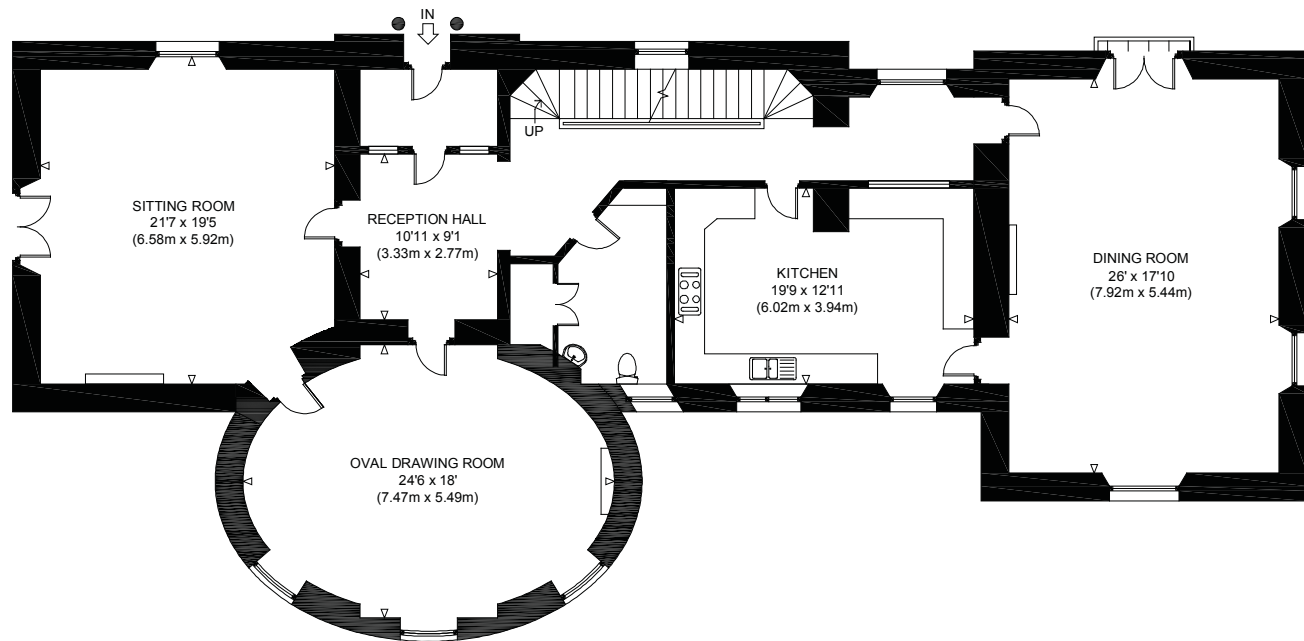 IN
UP
SITTING ROOM
21'7 x 19'5
(6.58m x 5.92m)
RECEPTION HALL
10'11 x 9'1
(3.33m x 2.77m)
KITCHEN
19'9 x 12'11
(6.02m x 3.94m)
DINING ROOM
26' x 17'10
(7.92m x 5.44m)
OVAL DRAWING ROOM
24'6 x 18'
(7.47m x 5.49m)